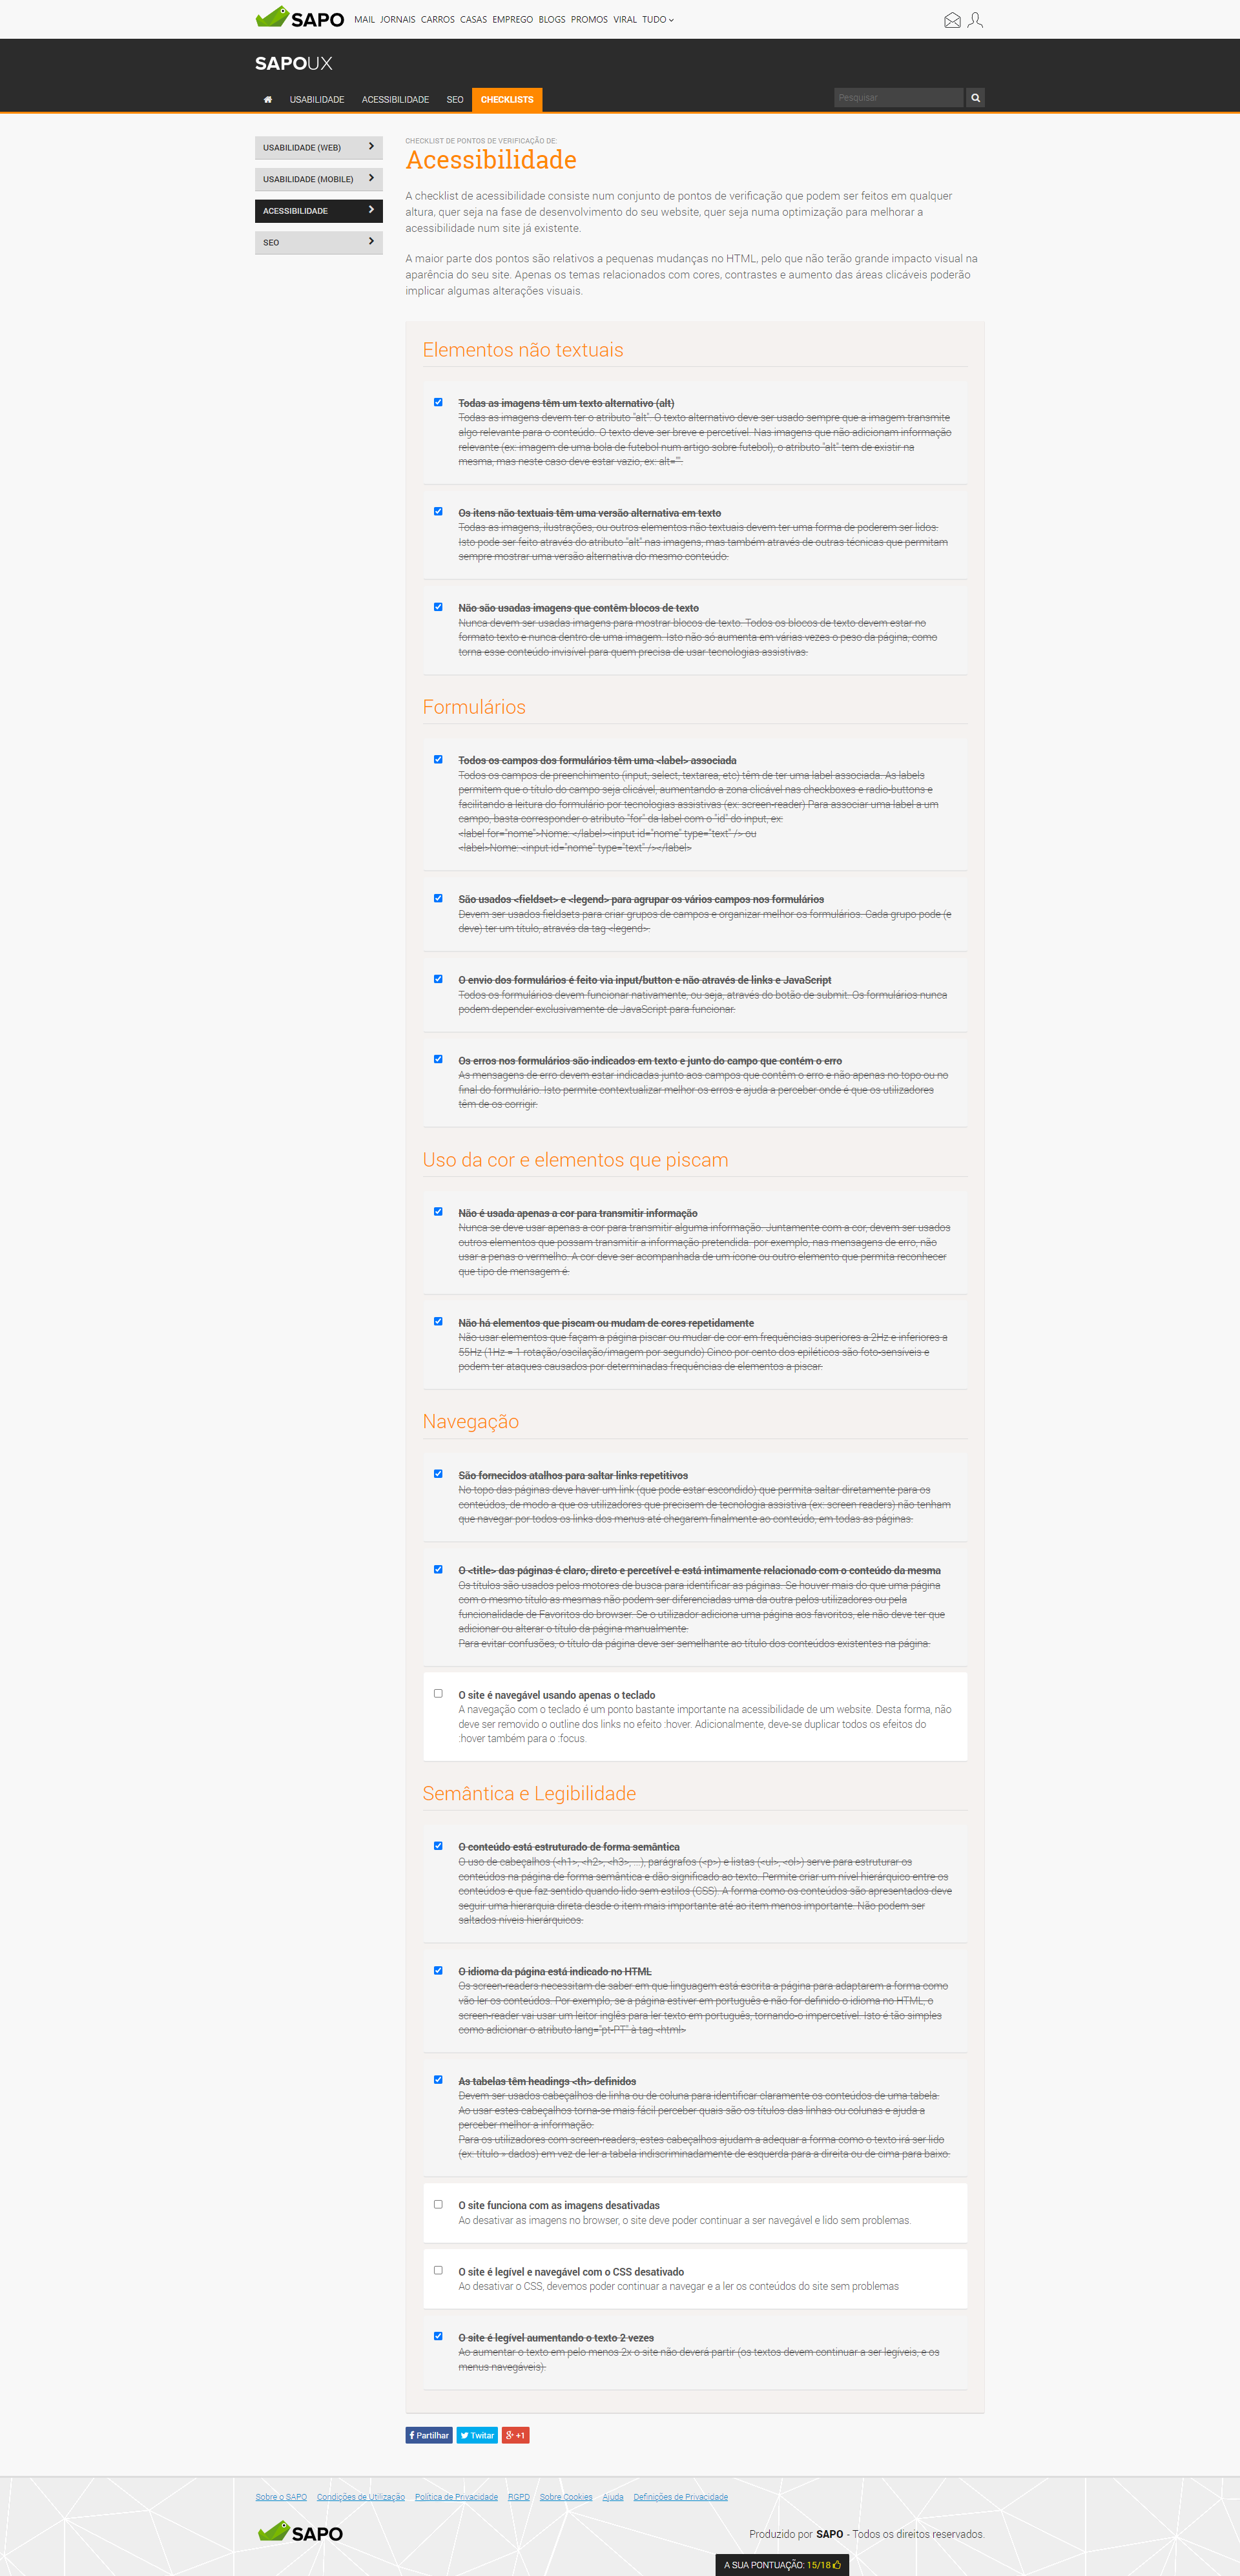 SAPO MAIL JORNAIS CARROS CASAS EMPREGO BLOGS PROMOS VIRAL TUDO
SAPOUX
USABILIDADE ACESSIBILIDADE SEO CHECKLISTS Pesquisar
USABILIDADE (WEB)
USABILIDADE (MOBILE)
ACESSIBILIDADE
SEO
CHECKLIST DE PONTOS DE VERIFICAÇÃO DE:
Acessibilidade
A checklist de acessibilidade consiste num conjunto de pontos de verificação que podem ser feitos em qualquer
altura, quer seja na fase de desenvolvimento do seu website, quer seja numa optimização para melhorar a
acessibilidade num site já existente.
A maior parte dos pontos são relativos a pequenas mudanças no HTML, pelo que não terão grande impacto visual na
aparência do seu site. Apenas os temas relacionados com cores, contrastes e aumento das áreas clicáveis poderão
implicar algumas alterações visuais.
Elementos não textuais
Todas as imagens têm um texto alternativo (alt)
Todas as imagens devem ter o atributo "alt". O texto alternativo deve ser usado sempre que a imagem transmite
algo relevante para o conteúdo. O texto deve ser breve e percetível. Nas imagens que não adicionam informação
relevante (ex: imagem de uma bola de futebol num artigo sobre futebol), o atributo "alt" tem de existir na
mesma, mas neste caso deve estar vazio, ex: alt="".
Os itens não textuais têm uma versão alternativa em texto
Todas as imagens, ilustrações, ou outros elementos não textuais devem ter uma forma de poderem ser lidos.
Isto pode ser feito através do atributo "alt" nas imagens, mas também através de outras técnicas que permitam
sempre mostrar uma versão alternativa do mesmo conteúdo.
Não são usadas imagens que contêm blocos de texto
Nunca devem ser usadas imagens para mostrar blocos de texto. Todos os blocos de texto devem estar no
formato texto e nunca dentro de uma imagem. Isto não só aumenta em várias vezes o peso da página, como
torna esse conteúdo invisível para quem precisa de usar tecnologias assistivas.
Formulários
Todos os campos dos formulários têm uma <label> associada
Todos os campos de preenchimento (input, select, textarea, etc) têm de ter uma label associada. As labels
permitem que o título do campo seja clicável, aumentando a zona clicável nas checkboxes e radio-buttons e
facilitando a leitura do formulário por tecnologias assistivas (ex: screen-reader) Para associar uma label a um
campo, basta corresponder o atributo "for" da label com o "id" do input, ex:
<label for="nome">Nome: </label><input id="nome" type="text" /> ou
<label>Nome: <input id="nome" type="text" /></label>
São usados <fieldset> e <legend> para agrupar os vários campos nos formulários
Devem ser usados fieldsets para criar grupos de campos e organizar melhor os formulários. Cada grupo pode (e
deve) ter um título, através da tag <legend>.
O envio dos formulários é feito via input/button e não através de links e JavaScript
Todos os formulários devem funcionar nativamente, ou seja, através do botão de submit. Os formulários nunca
podem depender exclusivamente de JavaScript para funcionar.
Os erros nos formulários são indicados em texto e junto do campo que contém o erro
As mensagens de erro devem estar indicadas junto aos campos que contêm o erro e não apenas no topo ou no
final do formulário. Isto permite contextualizar melhor os erros e ajuda a perceber onde é que os utilizadores
têm de os corrigir.
Uso da cor e elementos que piscam
Não é usada apenas a cor para transmitir informação
Nunca se deve usar apenas a cor para transmitir alguma informação. Juntamente com a cor, devem ser usados
outros elementos que possam transmitir a informação pretendida. por exemplo, nas mensagens de erro, não
usar a penas o vermelho. A cor deve ser acompanhada de um ícone ou outro elemento que permita reconhecer
que tipo de mensagem é.
Não há elementos que piscam ou mudam de cores repetidamente
Não usar elementos que façam a página piscar ou mudar de cor em frequências superiores a 2Hz e inferiores a
55Hz (1Hz = 1 rotação/oscilação/imagem por segundo) Cinco por cento dos epiléticos são foto-sensíveis e
podem ter ataques causados por determinadas frequências de elementos a piscar.
Navegação
São fornecidos atalhos para saltar links repetitivos
No topo das páginas deve haver um link (que pode estar escondido) que permita saltar diretamente para os
conteúdos, de modo a que os utilizadores que precisem de tecnologia assistiva (ex: screen readers) não tenham
que navegar por todos os links dos menus até chegarem finalmente ao conteúdo, em todas as páginas.
O <title> das páginas é claro, direto e percetível e está intimamente relacionado com o conteúdo da mesma
Os títulos são usados pelos motores de busca para identificar as páginas. Se houver mais do que uma página
com o mesmo título as mesmas não podem ser diferenciadas uma da outra pelos utilizadores ou pela
funcionalidade de Favoritos do browser. Se o utilizador adiciona uma página aos favoritos, ele não deve ter que
adicionar ou alterar o título da página manualmente.
Para evitar confusões, o título da página deve ser semelhante ao título dos conteúdos existentes na página.
O site é navegável usando apenas o teclado
A navegação com o teclado é um ponto bastante importante na acessibilidade de um website. Desta forma, não
deve ser removido o outline dos links no efeito :hover. Adicionalmente, deve-se duplicar todos os efeitos do
:hover também para o :focus.
Semântica e Legibilidade
O conteúdo está estruturado de forma semântica
O uso de cabeçalhos (<h1>, <h2>, <h3>, ...), parágrafos (<p>) e listas (<ul>, <ol>) serve para estruturar os
conteúdos na página de forma semântica e dão significado ao texto. Permite criar um nível hierárquico entre os
conteúdos e que faz sentido quando lido sem estilos (CSS). A forma como os conteúdos são apresentados deve
seguir uma hierarquia direta desde o item mais importante até ao item menos importante. Não podem ser
saltados níveis hierárquicos.
O idioma da página está indicado no HTML
Os screen-readers necessitam de saber em que linguagem está escrita a página para adaptarem a forma como
vão ler os conteúdos. Por exemplo, se a página estiver em português e não for definido o idioma no HTML, o
screen-reader vai usar um leitor inglês para ler texto em português, tornando-o impercetível. Isto é tão simples
como adicionar o atributo lang="pt-PT" à tag <html>
As tabelas têm headings <th> definidos
Devem ser usados cabeçalhos de linha ou de coluna para identificar claramente os conteúdos de uma tabela.
Ao usar estes cabeçalhos torna-se mais fácil perceber quais são os títulos das linhas ou colunas e ajuda a
perceber melhor a informação.
Para os utilizadores com screen-readers, estes cabeçalhos ajudam a adequar a forma como o texto irá ser lido
(ex: título > dados) em vez de ler a tabela indiscriminadamente de esquerda para a direita ou de cima para baixo.
O site funciona com as imagens desativadas
Ao desativar as imagens no browser, o site deve poder continuar a ser navegável e lido sem problemas.
O site é legível e navegável com o CSS desativado
Ao desativar o CSS, devemos poder continuar a navegar e a ler os conteúdos do site sem problemas
O site é legível aumentando o texto 2 vezes
Ao aumentar o texto em pelo menos 2x o site não deverá partir (os textos devem continuar a ser legíveis, e os
menus navegáveis).
Partilhar Twitar +1
Sobre o SAPO Condições de Utilização Política de Privacidade RGPD Sobre Cookies Ajuda Definições de Privacidade
SAPO Produzido por SAPO - Todos os direitos reservados.
A SUA PONTUAÇÃO: 15/18